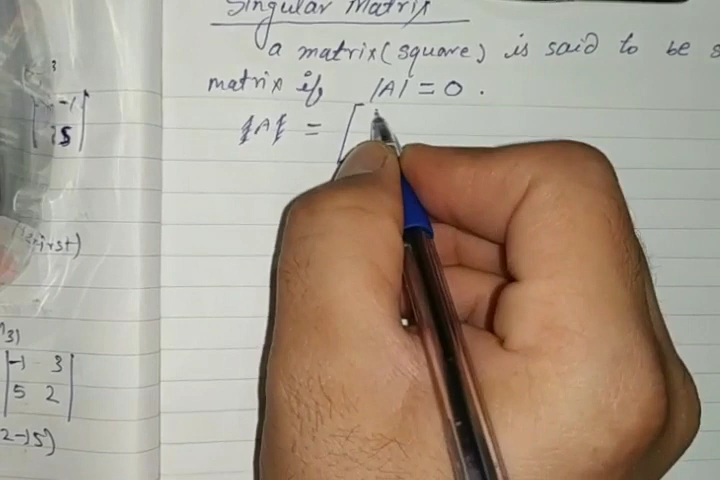 Singular Matrix
a matrix (square) is said to be s
matrix if |A| = 0 .
A = [
-1
3
(first)
-1 3
5 2
2-15)